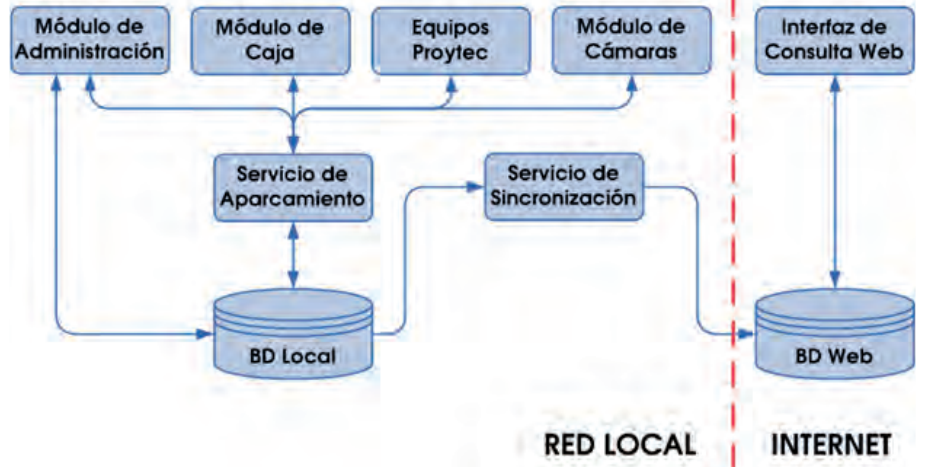 Módulo de
Administración
Módulo de
Caja
Equipos
Proytec
Módulo de
Cámaras
Interfaz de
Consulta Web
Servicio de
Aparcamiento
Servicio de
Sincronización
BD Local
BD Web
RED LOCAL
INTERNET